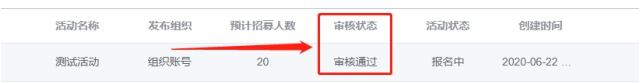 活动名称 发布组织 预计招募人数 审核状态 活动状态 创建时间
测试活动 组织账号 20 审核通过 报名中 2020-06-22 ...